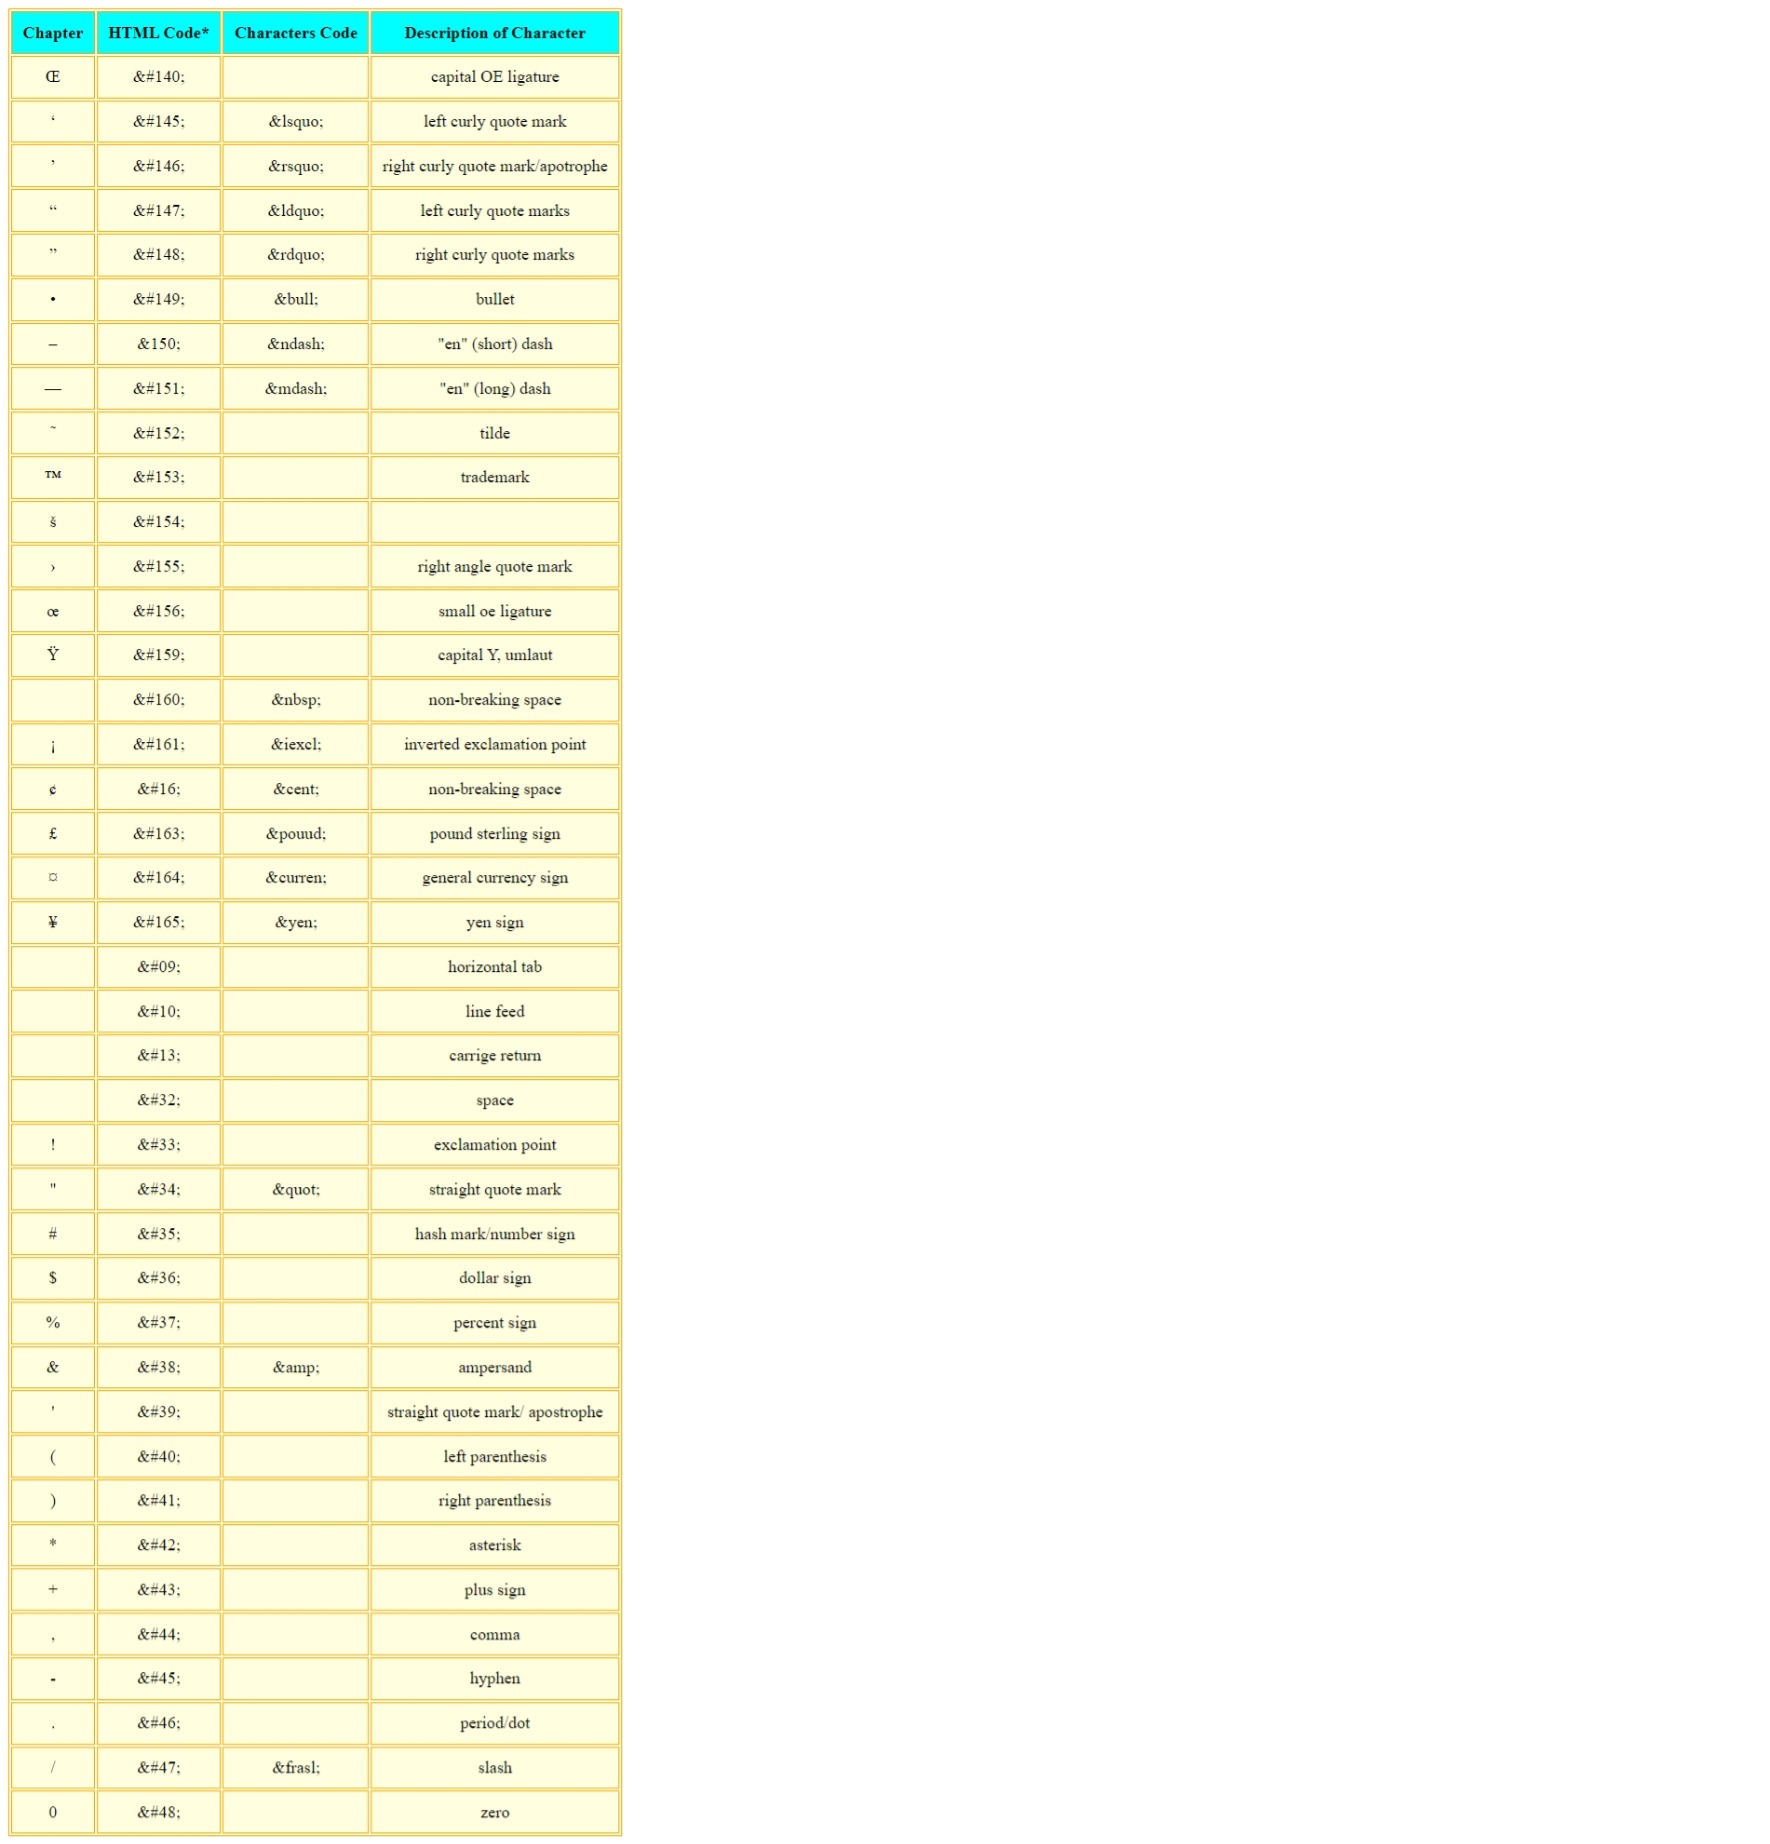 Chapter HTML Code* Characters Code Description of Character
Œ &#140; capital OE ligature
‘ &#145; &lsquo; left curly quote mark
’ &#146; &rsquo; right curly quote mark/apotrophe
“ &#147; &ldquo; left curly quote marks
” &#148; &rdquo; right curly quote marks
• &#149; &bull; bullet
– &150; &ndash; "en" (short) dash
— &#151; &mdash; "en" (long) dash
˜ &#152; tilde
™ &#153; trademark
š &#154;
› &#155; right angle quote mark
œ &#156; small oe ligature
Ÿ &#159; capital Y, umlaut
&#160; &nbsp; non-breaking space
¡ &#161; &iexcl; inverted exclamation point
¢ &#16; &cent; non-breaking space
£ &#163; &pouud; pound sterling sign
¤ &#164; &curren; general currency sign
¥ &#165; &yen; yen sign
&#09; horizontal tab
&#10; line feed
&#13; carrige return
&#32; space
! &#33; exclamation point
" &#34; &quot; straight quote mark
# &#35; hash mark/number sign
$ &#36; dollar sign
% &#37; percent sign
& &#38; &amp; ampersand
' &#39; straight quote mark/ apostrophe
( &#40; left parenthesis
) &#41; right parenthesis
* &#42; asterisk
+ &#43; plus sign
, &#44; comma
- &#45; hyphen
. &#46; period/dot
/ &#47; &frasl; slash
0 &#48; zero